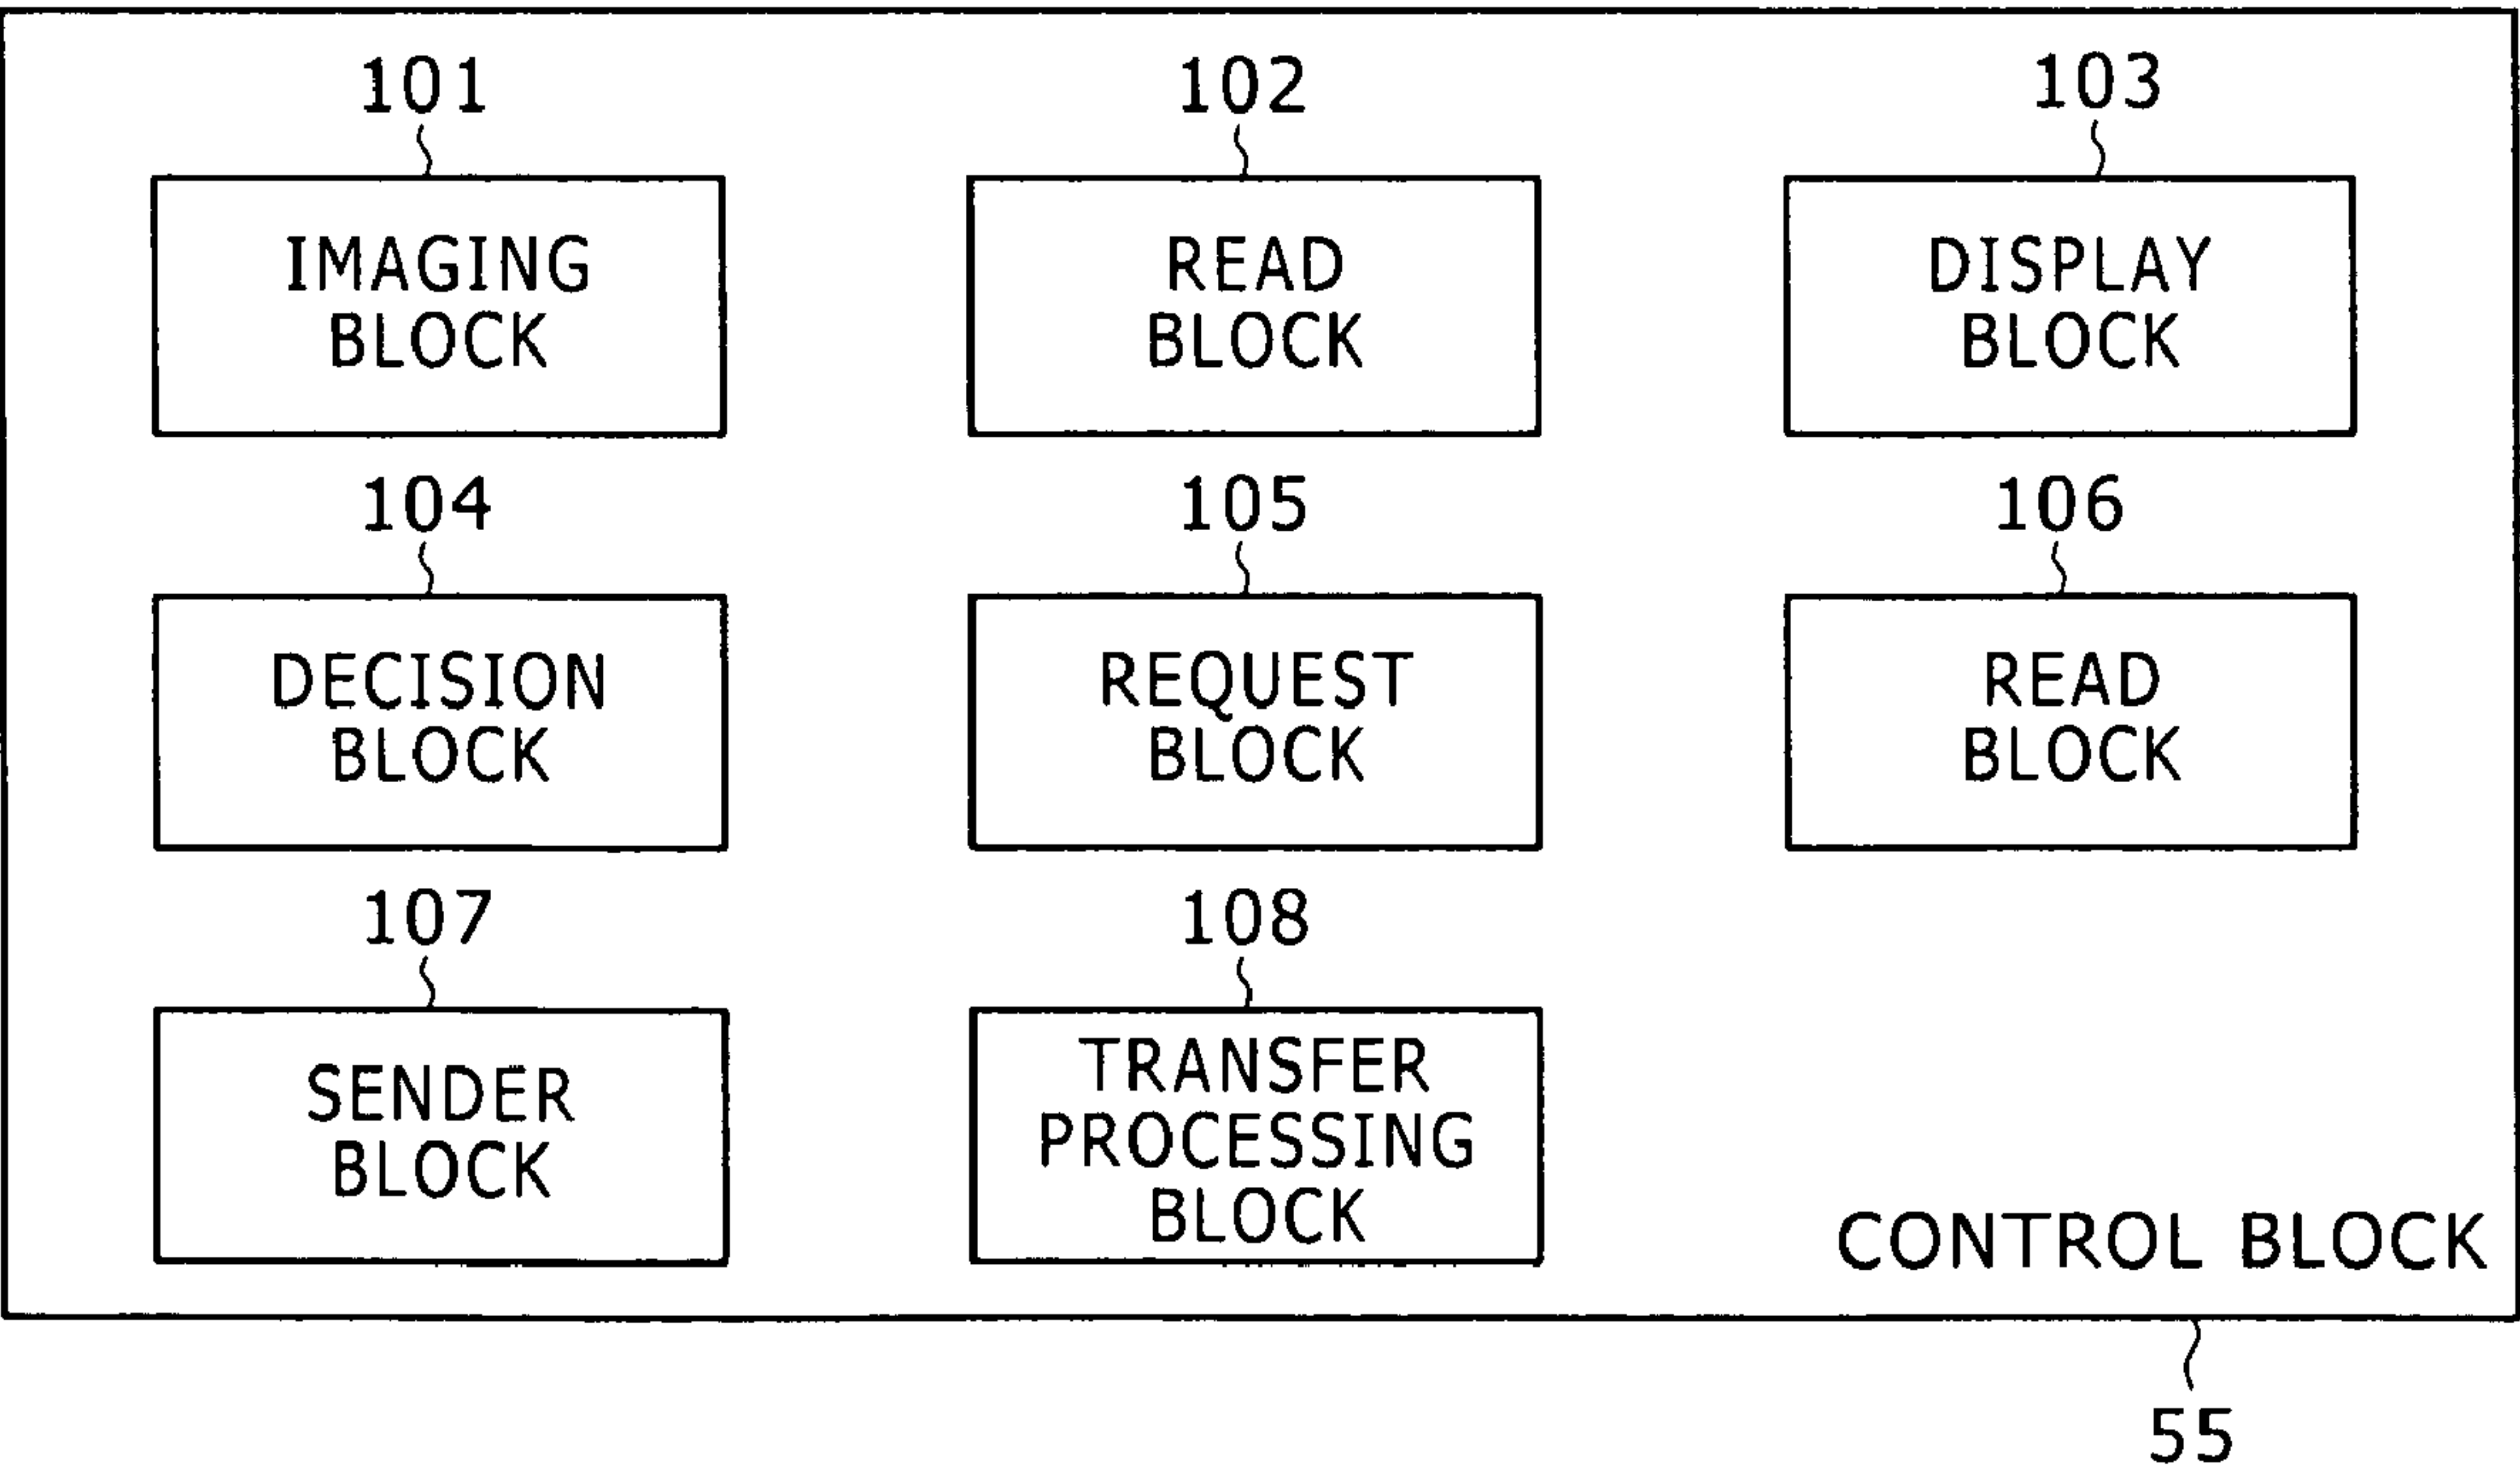 101
102
103
IMAGING
BLOCK
READ
BLOCK
DISPLAY
BLOCK
104
105
106
DECISION
BLOCK
REQUEST
BLOCK
READ
BLOCK
107
108
SENDER
BLOCK
TRANSFER
PROCESSING
BLOCK
CONTROL BLOCK
55